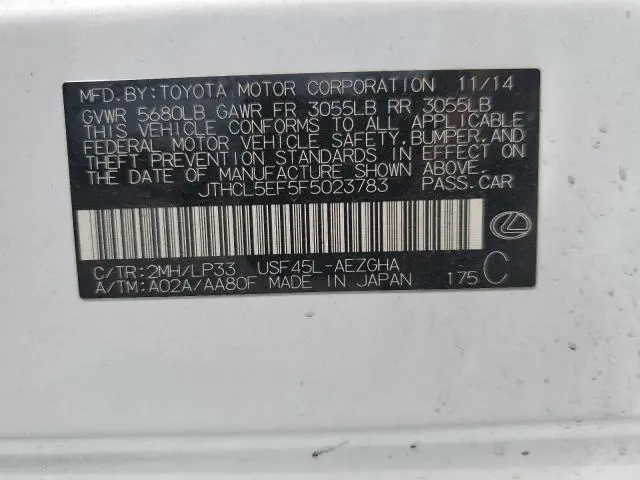 MFD. BY: TOYOTA MOTOR CORPORATION 11/14
GVWR 5680LB GAWR FR 3055LB RR 3055LB
THIS VEHICLE CONFORMS TO ALL APPLICABLE
FEDERAL MOTOR VEHICLE SAFETY, BUMPER, AND
THEFT PREVENTION STANDARDS IN EFFECT ON
THE DATE OF MANUFACTURE SHOWN ABOVE.
JTHCL5EF5F5023783 PASS. CAR
C/TR: 2MH/LP33 USF45L-AEZGHA
A/TM: A02A/AA80F MADE IN JAPAN 175 C